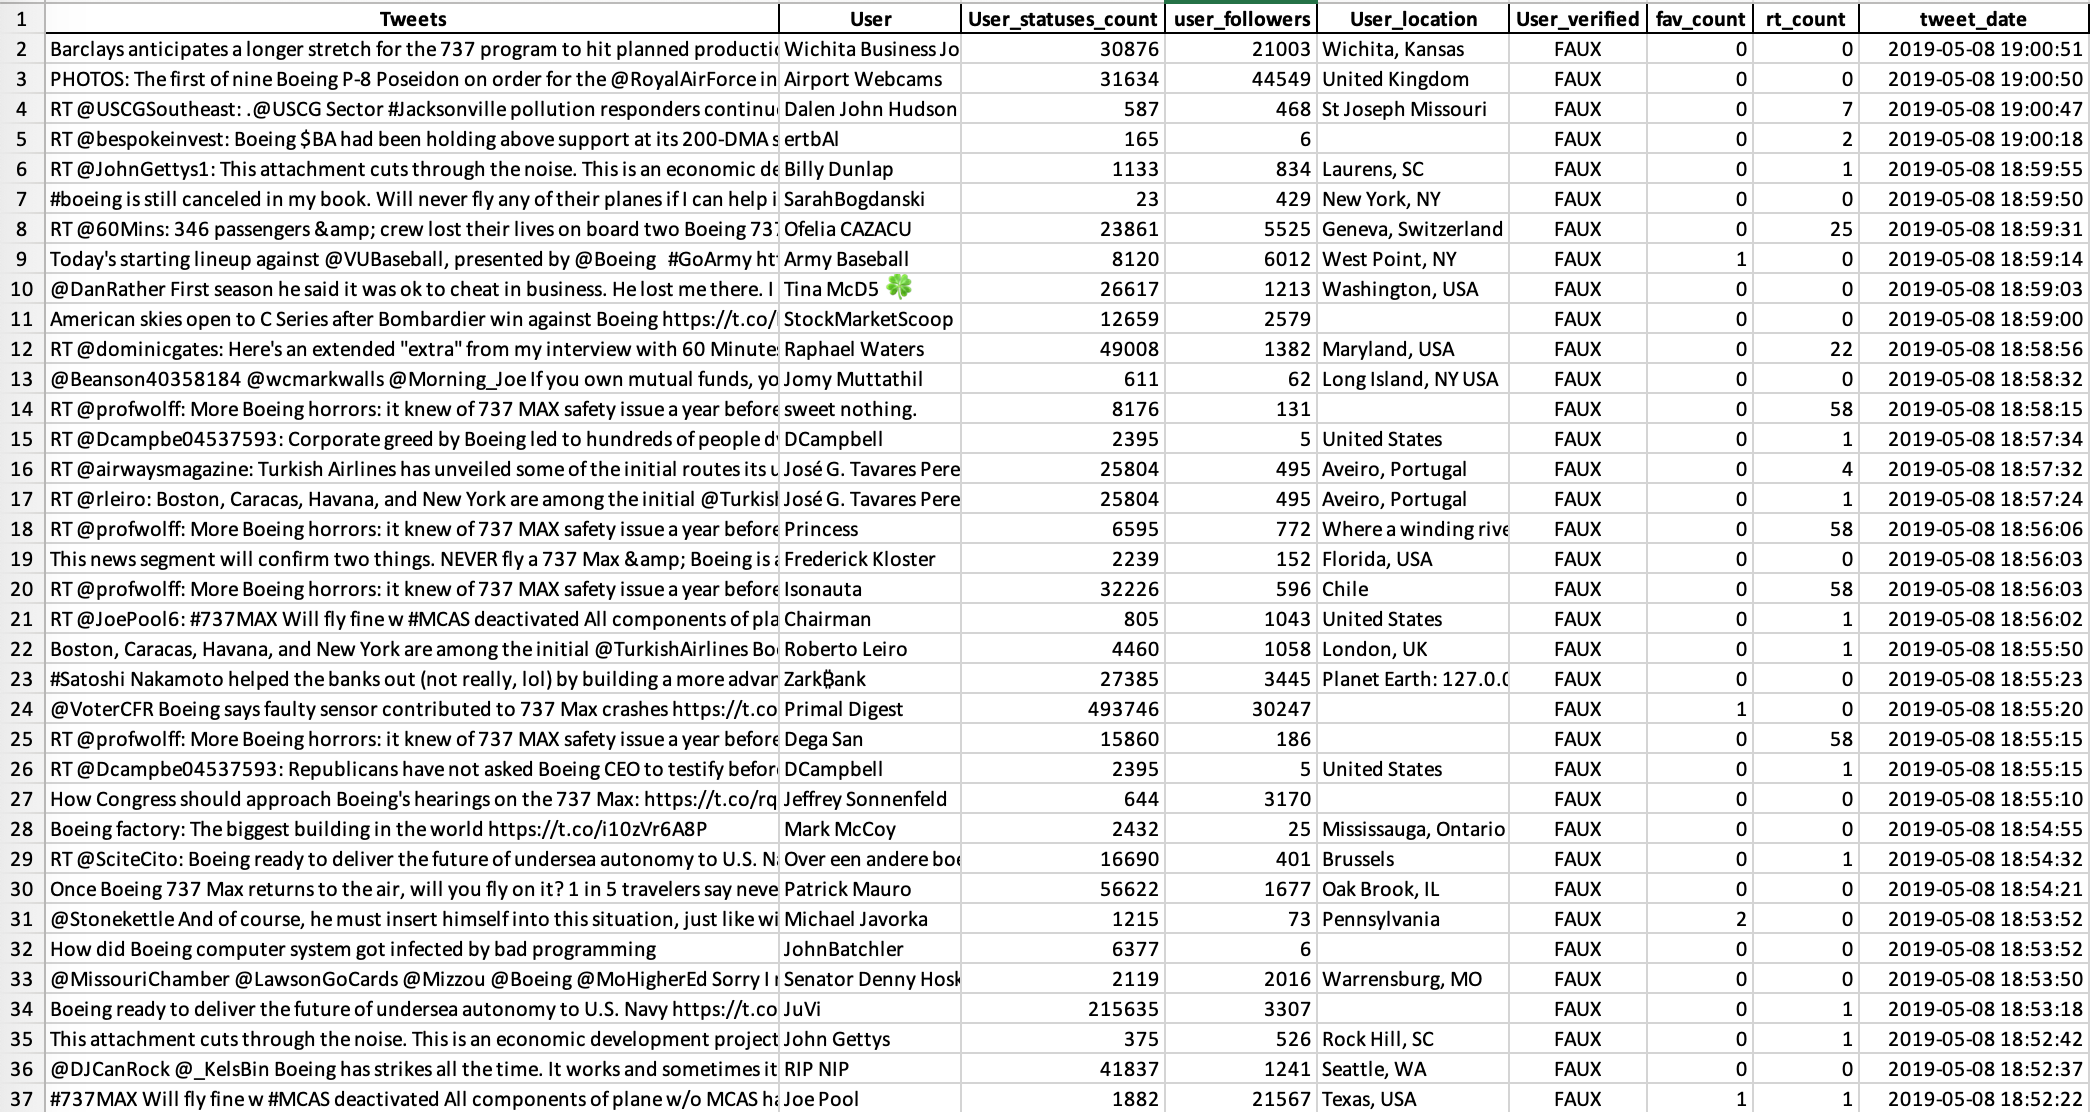 1 Tweets User User_statuses_count user_followers User_location User_verified fav_count rt_count tweet_date
2 Barclays anticipates a longer stretch for the 737 program to hit planned producti Wichita Business Jo 30876 21003 Wichita, Kansas FAUX 0 0 2019-05-08 19:00:51
3 PHOTOS: The first of nine Boeing P-8 Poseidon on order for the @RoyalAirForce in Airport Webcams 31634 44549 United Kingdom FAUX 0 0 2019-05-08 19:00:50
4 RT @USCGSoutheast: .@USCG Sector #Jacksonville pollution responders continu Dalen John Hudson 587 468 St Joseph Missouri FAUX 0 7 2019-05-08 19:00:47
5 RT @bespokeinvest: Boeing $BA had been holding above support at its 200-DMA s ertbAl 165 6 FAUX 0 2 2019-05-08 19:00:18
6 RT @JohnGettys1: This attachment cuts through the noise. This is an economic de Billy Dunlap 1133 834 Laurens, SC FAUX 0 1 2019-05-08 18:59:55
7 #boeing is still canceled in my book. Will never fly any of their planes if I can help i SarahBogdanski 23 429 New York, NY FAUX 0 0 2019-05-08 18:59:50
8 RT @60Mins: 346 passengers &amp; crew lost their lives on board two Boeing 737 Ofelia CAZACU 23861 5525 Geneva, Switzerland FAUX 0 25 2019-05-08 18:59:31
9 Today's starting lineup against @VUBaseball, presented by @Boeing #GoArmy ht Army Baseball 8120 6012 West Point, NY FAUX 1 0 2019-05-08 18:59:14
10 @DanRather First season he said it was ok to cheat in business. He lost me there. I Tina McD5 🍀 26617 1213 Washington, USA FAUX 0 0 2019-05-08 18:59:03
11 American skies open to C Series after Bombardier win against Boeing https://t.co/ StockMarketScoop 12659 2579 FAUX 0 0 2019-05-08 18:59:00
12 RT @dominicgates: Here's an extended "extra" from my interview with 60 Minute Raphael Waters 49008 1382 Maryland, USA FAUX 0 22 2019-05-08 18:58:56
13 @Beanson40358184 @wcmarkwalls @Morning_Joe If you own mutual funds, yo Jomy Muttathil 611 62 Long Island, NY USA FAUX 0 0 2019-05-08 18:58:32
14 RT @profwolff: More Boeing horrors: it knew of 737 MAX safety issue a year before sweet nothing. 8176 131 FAUX 0 58 2019-05-08 18:58:15
15 RT @Dcampbe04537593: Corporate greed by Boeing led to hundreds of people d DCampbell 2395 5 United States FAUX 0 1 2019-05-08 18:57:34
16 RT @airwaysmagazine: Turkish Airlines has unveiled some of the initial routes its u José G. Tavares Pere 25804 495 Aveiro, Portugal FAUX 0 4 2019-05-08 18:57:32
17 RT @rleiro: Boston, Caracas, Havana, and New York are among the initial @Turkish José G. Tavares Pere 25804 495 Aveiro, Portugal FAUX 0 1 2019-05-08 18:57:24
18 RT @profwolff: More Boeing horrors: it knew of 737 MAX safety issue a year before Princess 6595 772 Where a winding rive FAUX 0 58 2019-05-08 18:56:06
19 This news segment will confirm two things. NEVER fly a 737 Max &amp; Boeing is a Frederick Kloster 2239 152 Florida, USA FAUX 0 0 2019-05-08 18:56:03
20 RT @profwolff: More Boeing horrors: it knew of 737 MAX safety issue a year before Isonauta 32226 596 Chile FAUX 0 58 2019-05-08 18:56:03
21 RT @JoePool6: #737MAX Will fly fine w #MCAS deactivated All components of pla Chairman 805 1043 United States FAUX 0 1 2019-05-08 18:56:02
22 Boston, Caracas, Havana, and New York are among the initial @TurkishAirlines Bo Roberto Leiro 4460 1058 London, UK FAUX 0 1 2019-05-08 18:55:50
23 #Satoshi Nakamoto helped the banks out (not really, lol) by building a more advan Zark₿ank 27385 3445 Planet Earth: 127.0.0 FAUX 0 0 2019-05-08 18:55:23
24 @VoterCFR Boeing says faulty sensor contributed to 737 Max crashes https://t.co Primal Digest 493746 30247 FAUX 1 0 2019-05-08 18:55:20
25 RT @profwolff: More Boeing horrors: it knew of 737 MAX safety issue a year before Dega San 15860 186 FAUX 0 58 2019-05-08 18:55:15
26 RT @Dcampbe04537593: Republicans have not asked Boeing CEO to testify befor DCampbell 2395 5 United States FAUX 0 1 2019-05-08 18:55:15
27 How Congress should approach Boeing's hearings on the 737 Max: https://t.co/rq Jeffrey Sonnenfeld 644 3170 FAUX 0 0 2019-05-08 18:55:10
28 Boeing factory: The biggest building in the world https://t.co/i10zVr6A8P Mark McCoy 2432 25 Mississauga, Ontario FAUX 0 0 2019-05-08 18:54:55
29 RT @SciteCito: Boeing ready to deliver the future of undersea autonomy to U.S. Na Over een andere boe 16690 401 Brussels FAUX 0 1 2019-05-08 18:54:32
30 Once Boeing 737 Max returns to the air, will you fly on it? 1 in 5 travelers say neve Patrick Mauro 56622 1677 Oak Brook, IL FAUX 0 0 2019-05-08 18:54:21
31 @Stonekettle And of course, he must insert himself into this situation, just like wi Michael Javorka 1215 73 Pennsylvania FAUX 2 0 2019-05-08 18:53:52
32 How did Boeing computer system got infected by bad programming JohnBatchler 6377 6 FAUX 0 0 2019-05-08 18:53:52
33 @MissouriChamber @LawsonGoCards @Mizzou @Boeing @MoHigherEd Sorry I r Senator Denny Hosk 2119 2016 Warrensburg, MO FAUX 0 0 2019-05-08 18:53:50
34 Boeing ready to deliver the future of undersea autonomy to U.S. Navy https://t.co JuVi 215635 3307 FAUX 0 1 2019-05-08 18:53:18
35 This attachment cuts through the noise. This is an economic development project John Gettys 375 526 Rock Hill, SC FAUX 0 1 2019-05-08 18:52:42
36 @DJCanRock @_KelsBin Boeing has strikes all the time. It works and sometimes it RIP NIP 41837 1241 Seattle, WA FAUX 0 0 2019-05-08 18:52:37
37 #737MAX Will fly fine w #MCAS deactivated All components of plane w/o MCAS ha Joe Pool 1882 21567 Texas, USA FAUX 1 1 2019-05-08 18:52:22